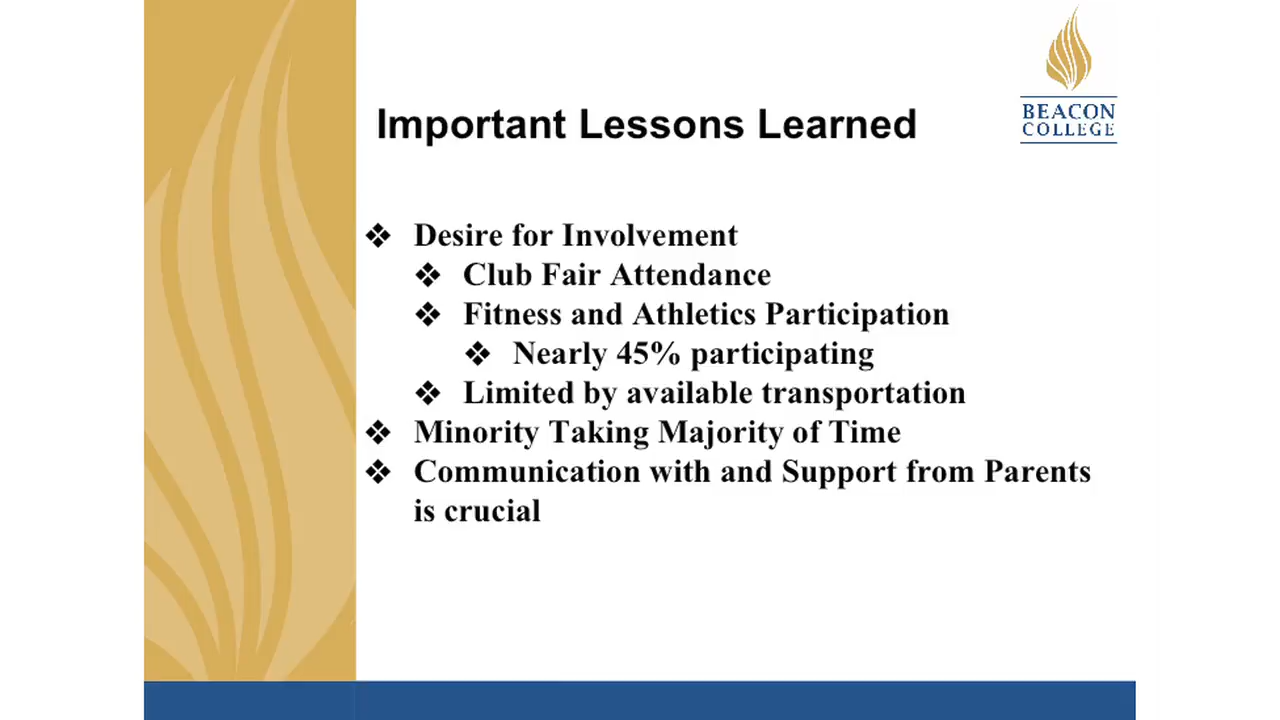 BEACON
COLLEGE
Important Lessons Learned
❖ Desire for Involvement
❖ Club Fair Attendance
❖ Fitness and Athletics Participation
❖ Nearly 45% participating
❖ Limited by available transportation
❖ Minority Taking Majority of Time
❖ Communication with and Support from Parents
is crucial